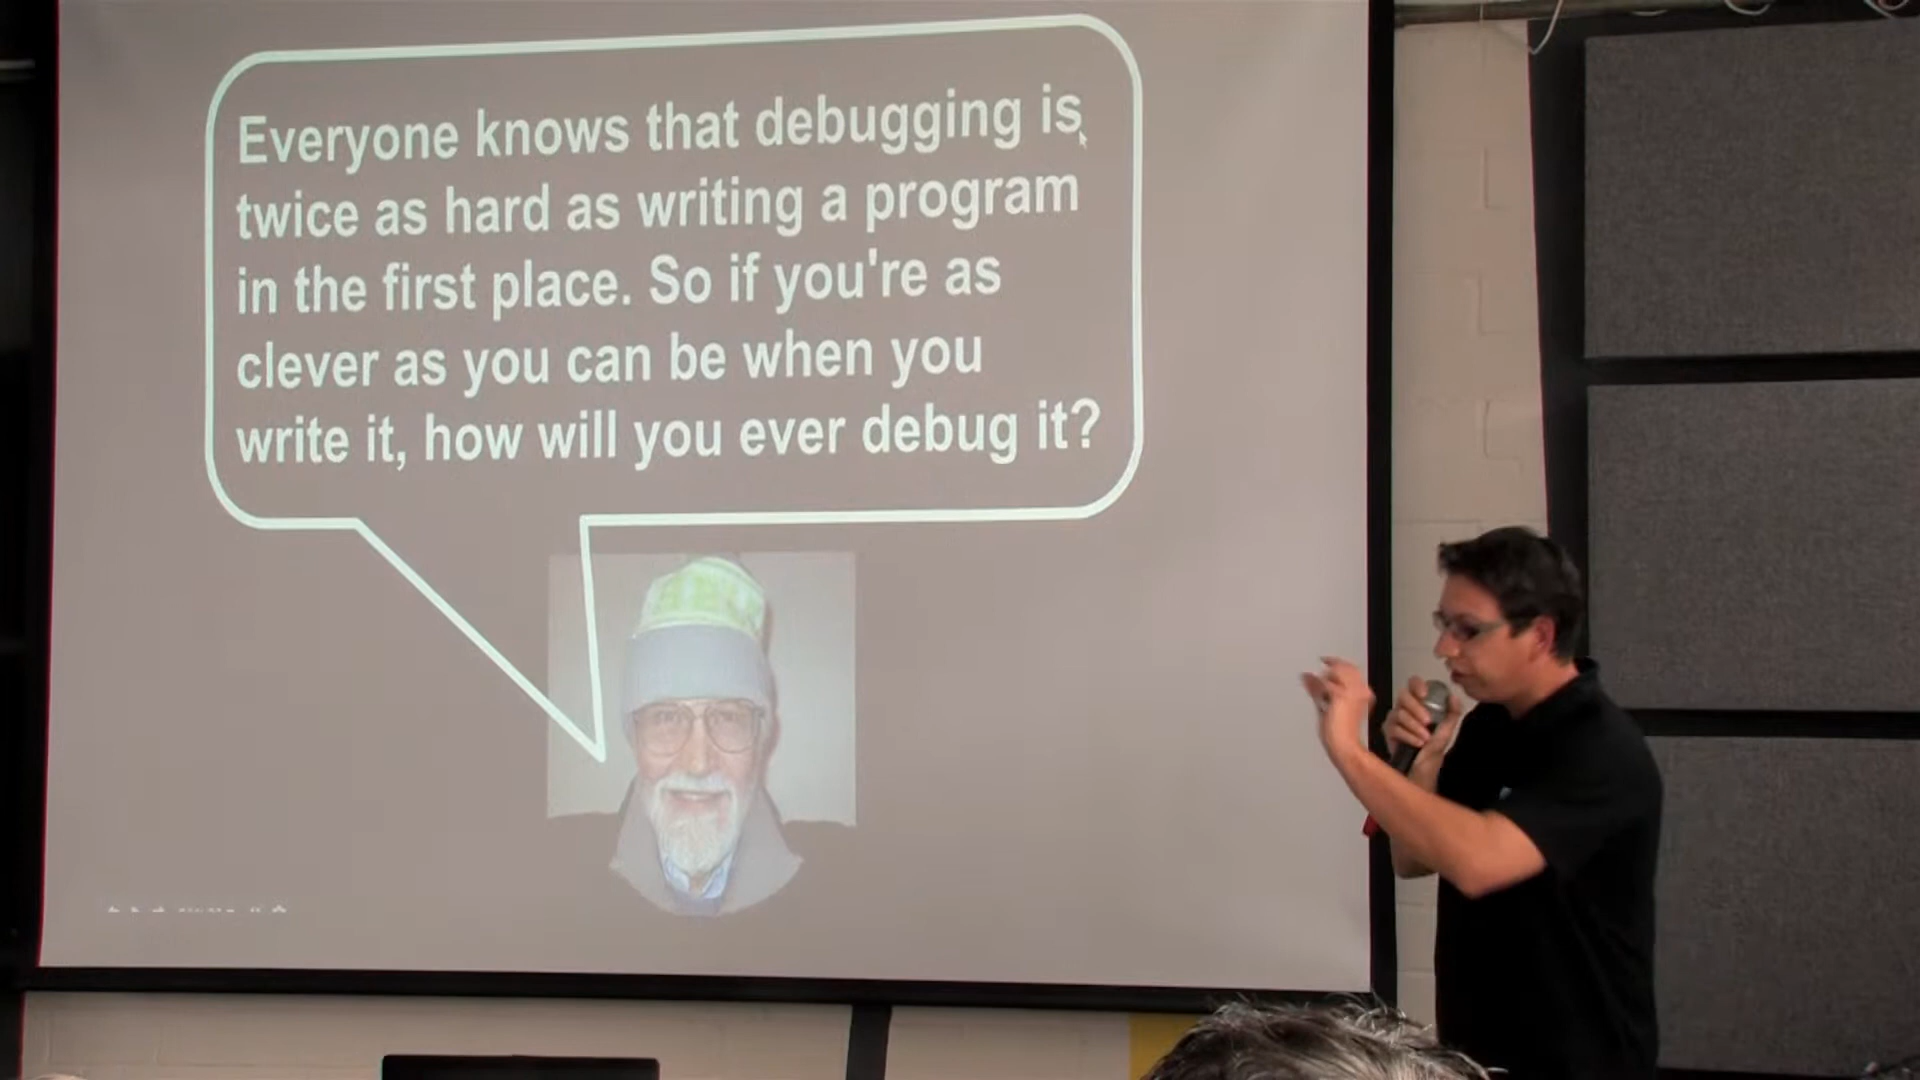 Everyone knows that debugging is
twice as hard as writing a program
in the first place. So if you're as
clever as you can be when you
write it, how will you ever debug it?